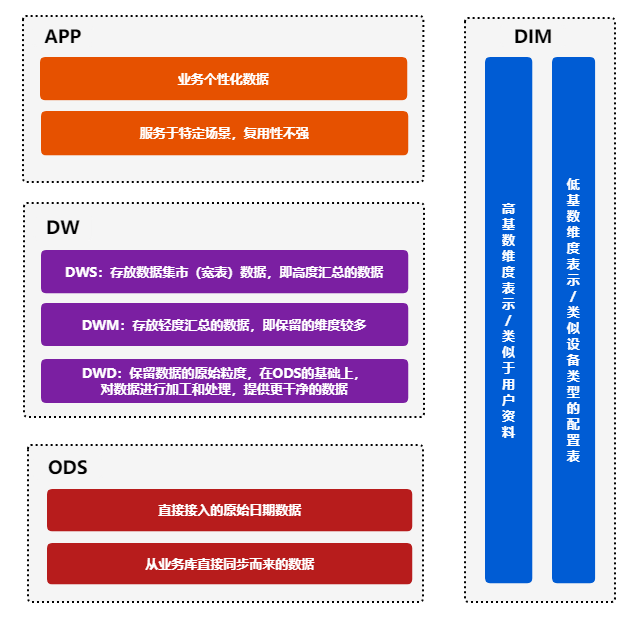 APP
业务个性化数据
服务于特定场景，复用性不强
DW
DWS：存放数据集市（宽表）数据，即高度汇总的数据
DWM：存放轻度汇总的数据，即保留的维度较多
DWD：保留数据的原始粒度，在ODS的基础上，
对数据进行加工和处理，提供更干净的数据
ODS
直接接入的原始日期数据
从业务库直接同步而来的数据
DIM
高基数维度表示/类似于用户资料
低基数维度表示/类似设备类型的配置表